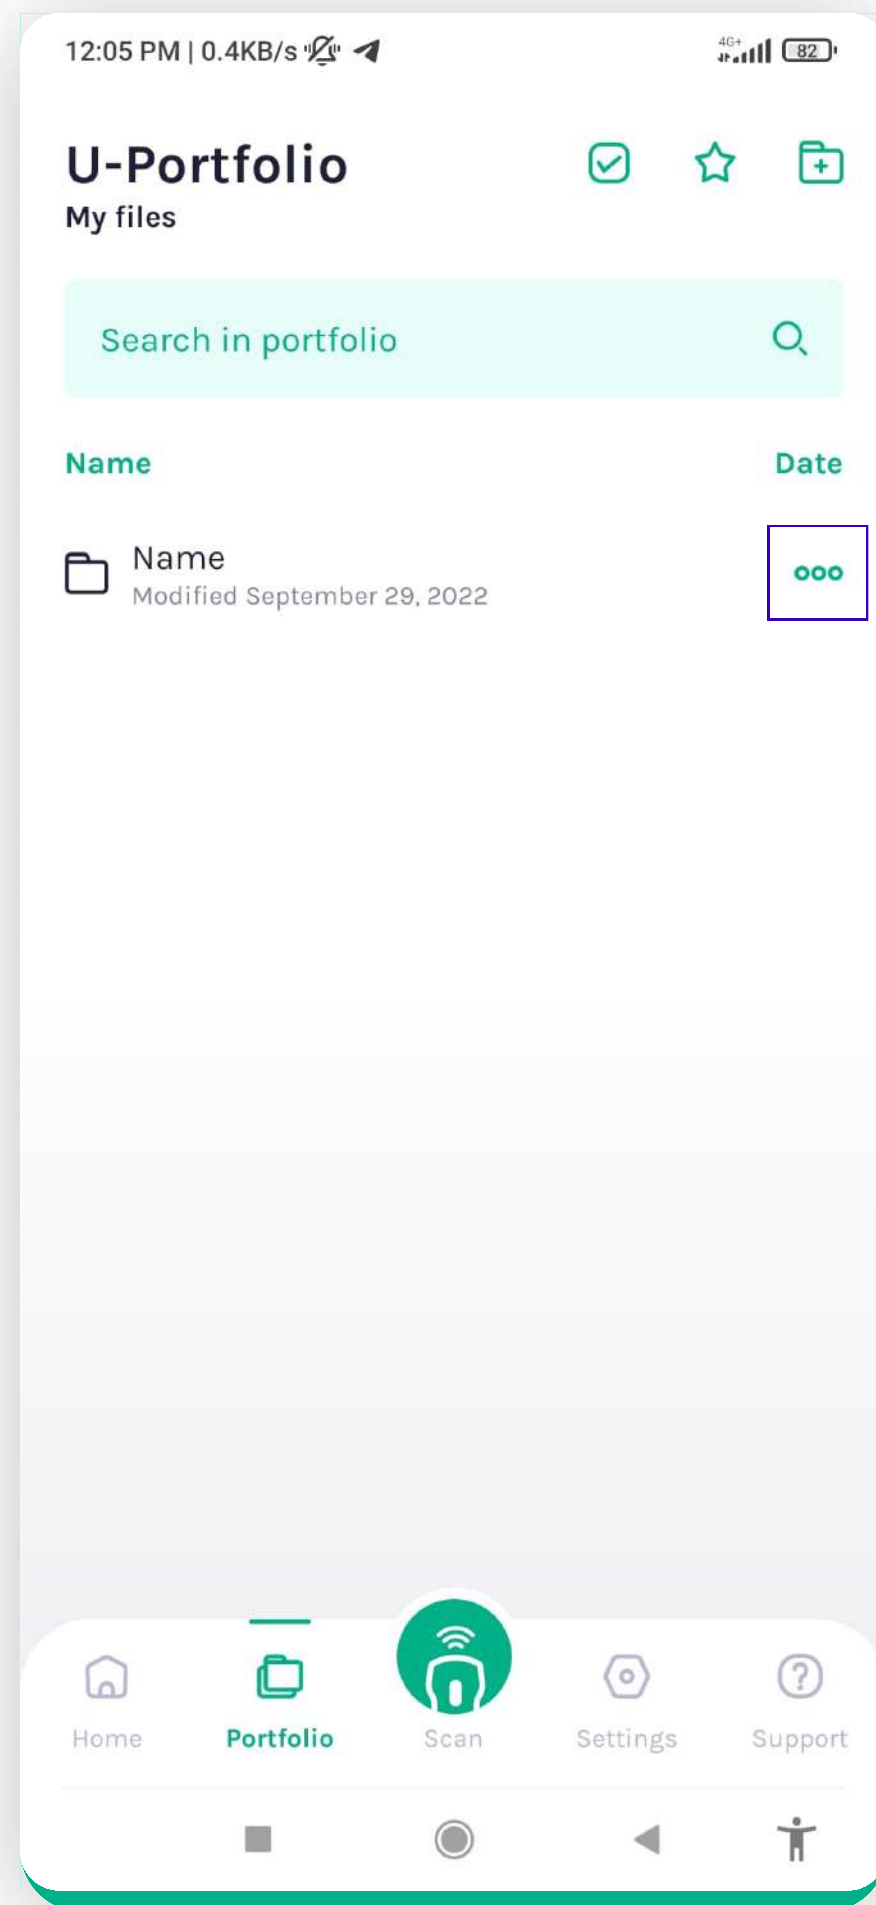 12:05 PM | 0.4KB/s
4G+
82
U-Portfolio
My files
Search in portfolio
Name
Date
Name
Modified September 29, 2022
Home
Portfolio
Scan
Settings
Support